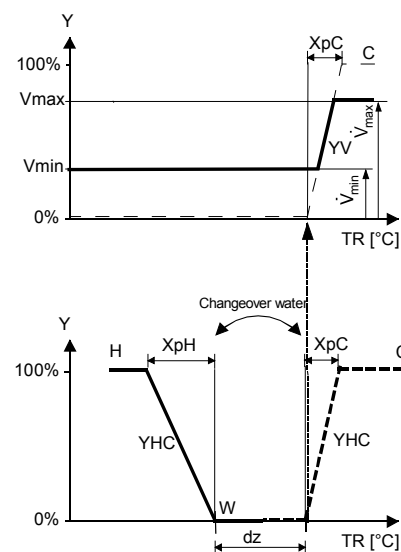 Y
XpC
C
100%
Vmax
YV
V̇max
Vmin
V̇min
0%
TR [°C]
Changeover water
Y
H
XpH
XpC
C
100%
YHC
YHC
W
0%
dz
TR [°C]